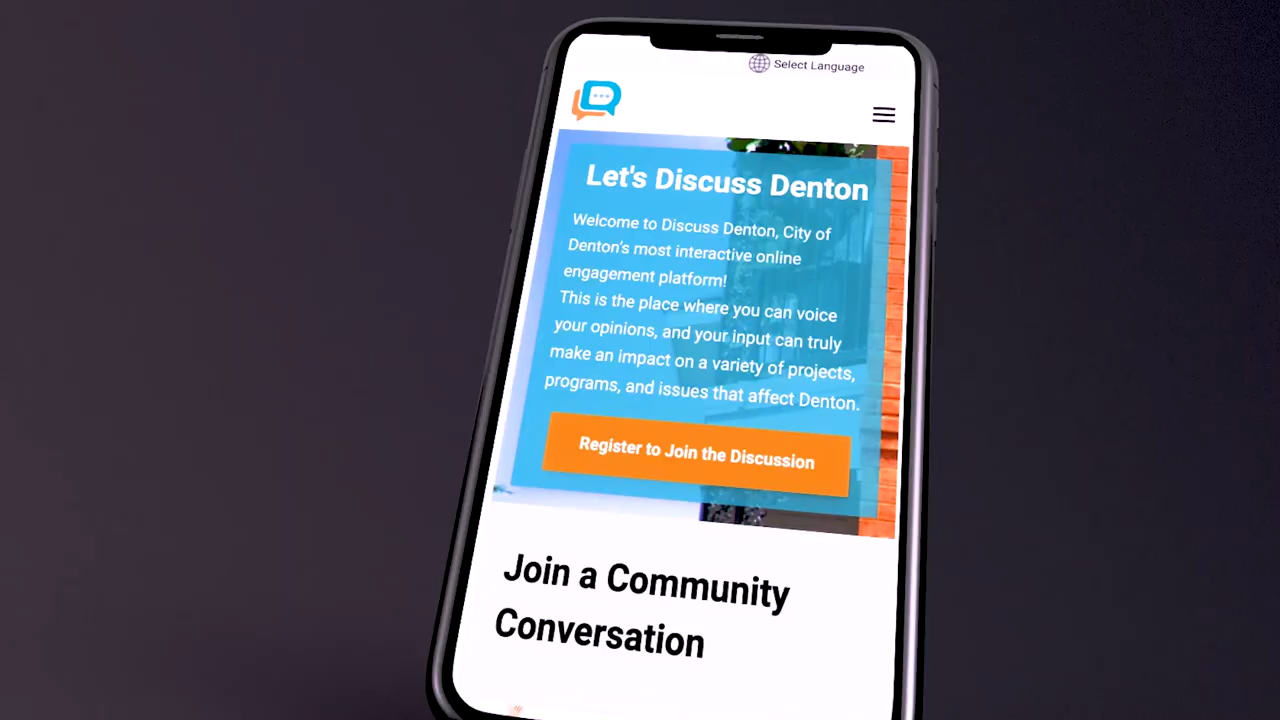 Select Language
Let's Discuss Denton
Welcome to Discuss Denton, City of
Denton's most interactive online
engagement platform!
This is the place where you can voice
your opinions, and your input can truly
make an impact on a variety of projects,
programs, and issues that affect Denton.
Register to Join the Discussion
Join a Community
Conversation